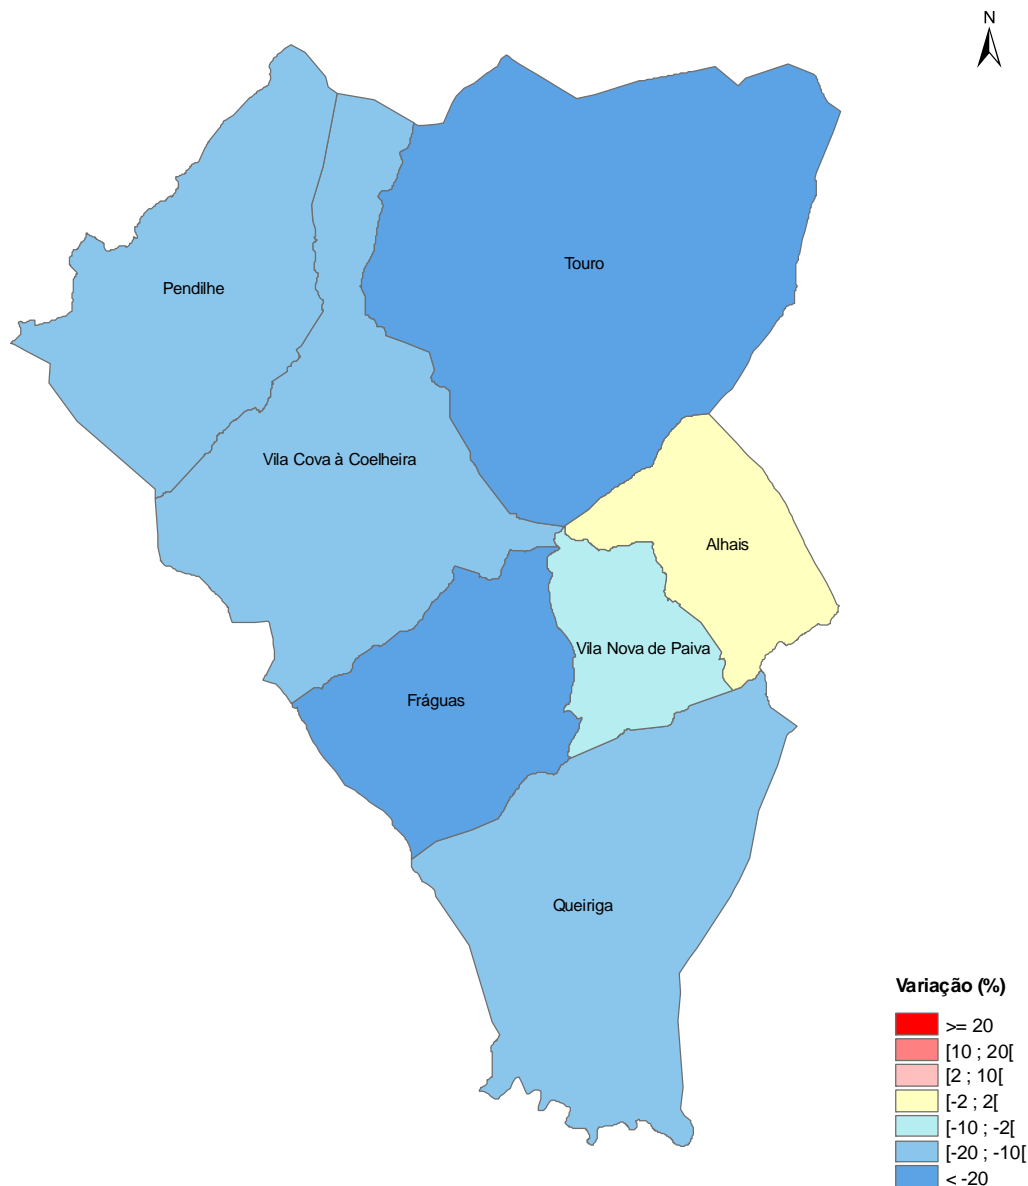 N
Touro
Pendilhe
Vila Cova à Coelheira
Alhais
Vila Nova de Paiva
Fráguas
Queiriga
Variação (%)
>= 20
[10 ; 20[
[2 ; 10[
[-2 ; 2[
[-10 ; -2[
[-20 ; -10[
< -20